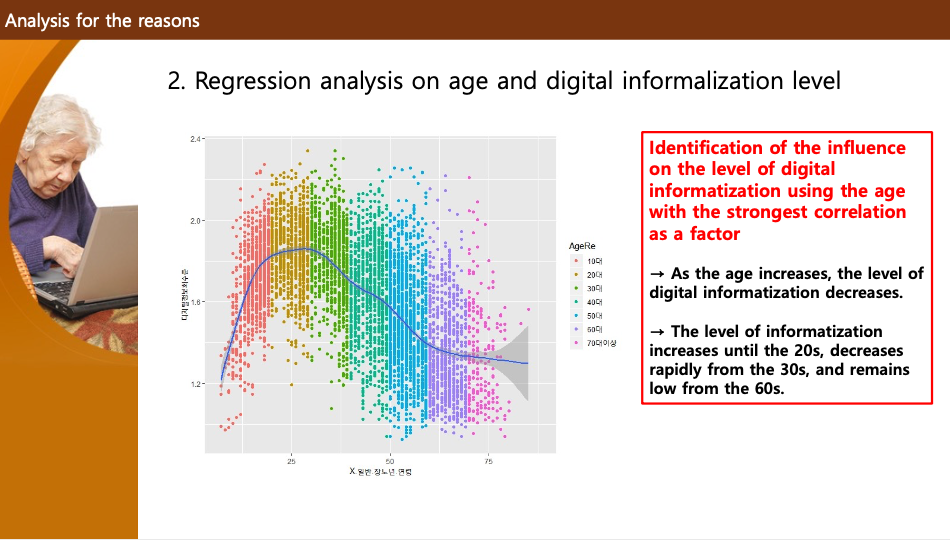 Analysis for the reasons
2. Regression analysis on age and digital informalization level
2.4
2.0
1.6
1.2
디지털정보화수준
25
50
75
X.일반.장노년.연령
AgeRe
10대
20대
30대
40대
50대
60대
70대이상
Identification of the influence
on the level of digital
informatization using the age
with the strongest correlation
as a factor
→ As the age increases, the level of
digital informatization decreases.
→ The level of informatization
increases until the 20s, decreases
rapidly from the 30s, and remains
low from the 60s.